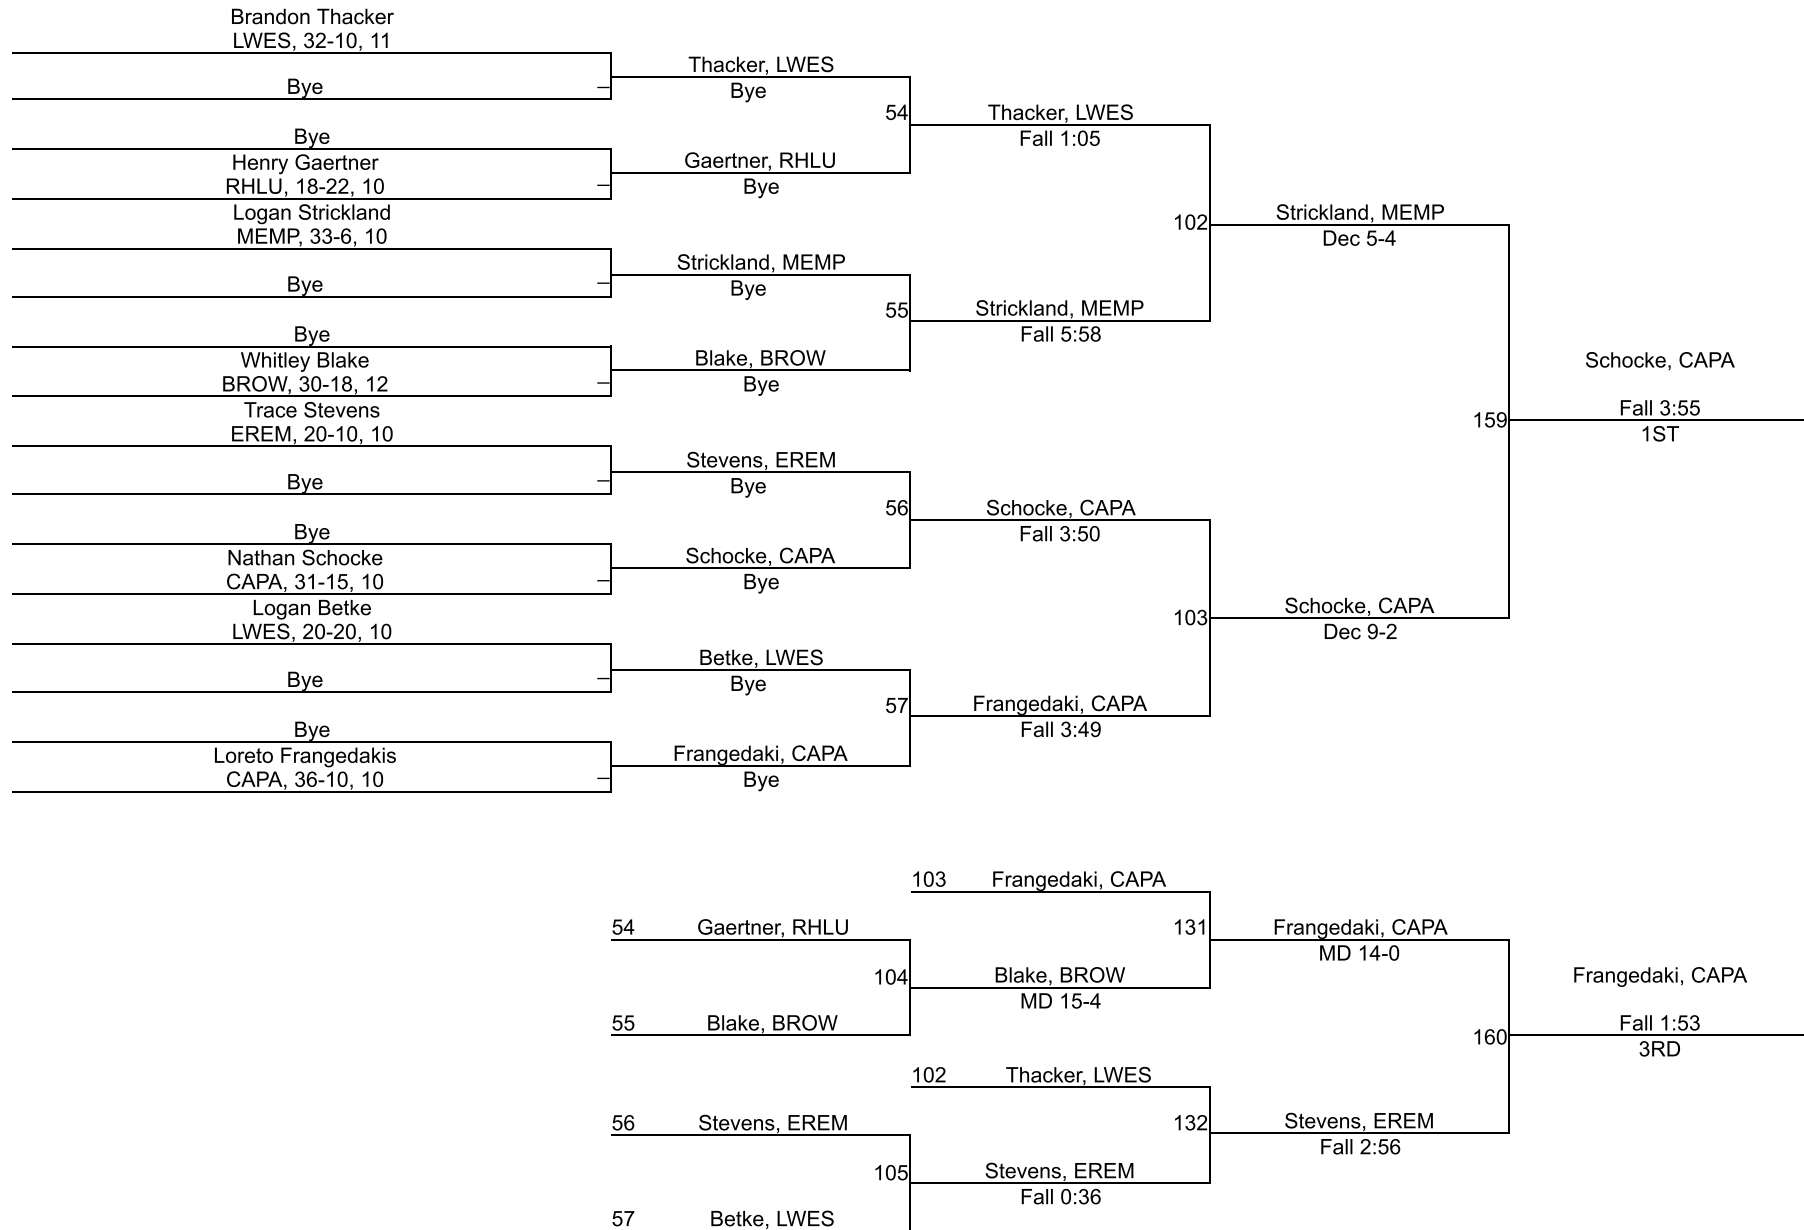 Brandon Thacker
LWES, 32-10, 11
Bye
Bye
Henry Gaertner
RHLU, 18-22, 10
Logan Strickland
MEMP, 33-6, 10
Bye
Bye
Whitley Blake
BROW, 30-18, 12
Trace Stevens
EREM, 20-10, 10
Bye
Bye
Nathan Schocke
CAPA, 31-15, 10
Logan Betke
LWES, 20-20, 10
Bye
Bye
Loreto Frangedakis
CAPA, 36-10, 10
Thacker, LWES
Bye
54
Gaertner, RHLU
Bye
Strickland, MEMP
Bye
55
Blake, BROW
Bye
Stevens, EREM
Bye
56
Schocke, CAPA
Bye
Betke, LWES
Bye
57
Frangedaki, CAPA
Bye
Thacker, LWES
Fall 1:05
102
Strickland, MEMP
Fall 5:58
Schocke, CAPA
Fall 3:50
103
Frangedaki, CAPA
Fall 3:49
Strickland, MEMP
Dec 5-4
159
Schocke, CAPA
Dec 9-2
Schocke, CAPA
Fall 3:55
1ST
54 Gaertner, RHLU
104
55 Blake, BROW
56 Stevens, EREM
105
57 Betke, LWES
103 Frangedaki, CAPA
131
Blake, BROW
MD 15-4
102 Thacker, LWES
132
Stevens, EREM
Fall 0:36
Frangedaki, CAPA
MD 14-0
160
Stevens, EREM
Fall 2:56
Frangedaki, CAPA
Fall 1:53
3RD